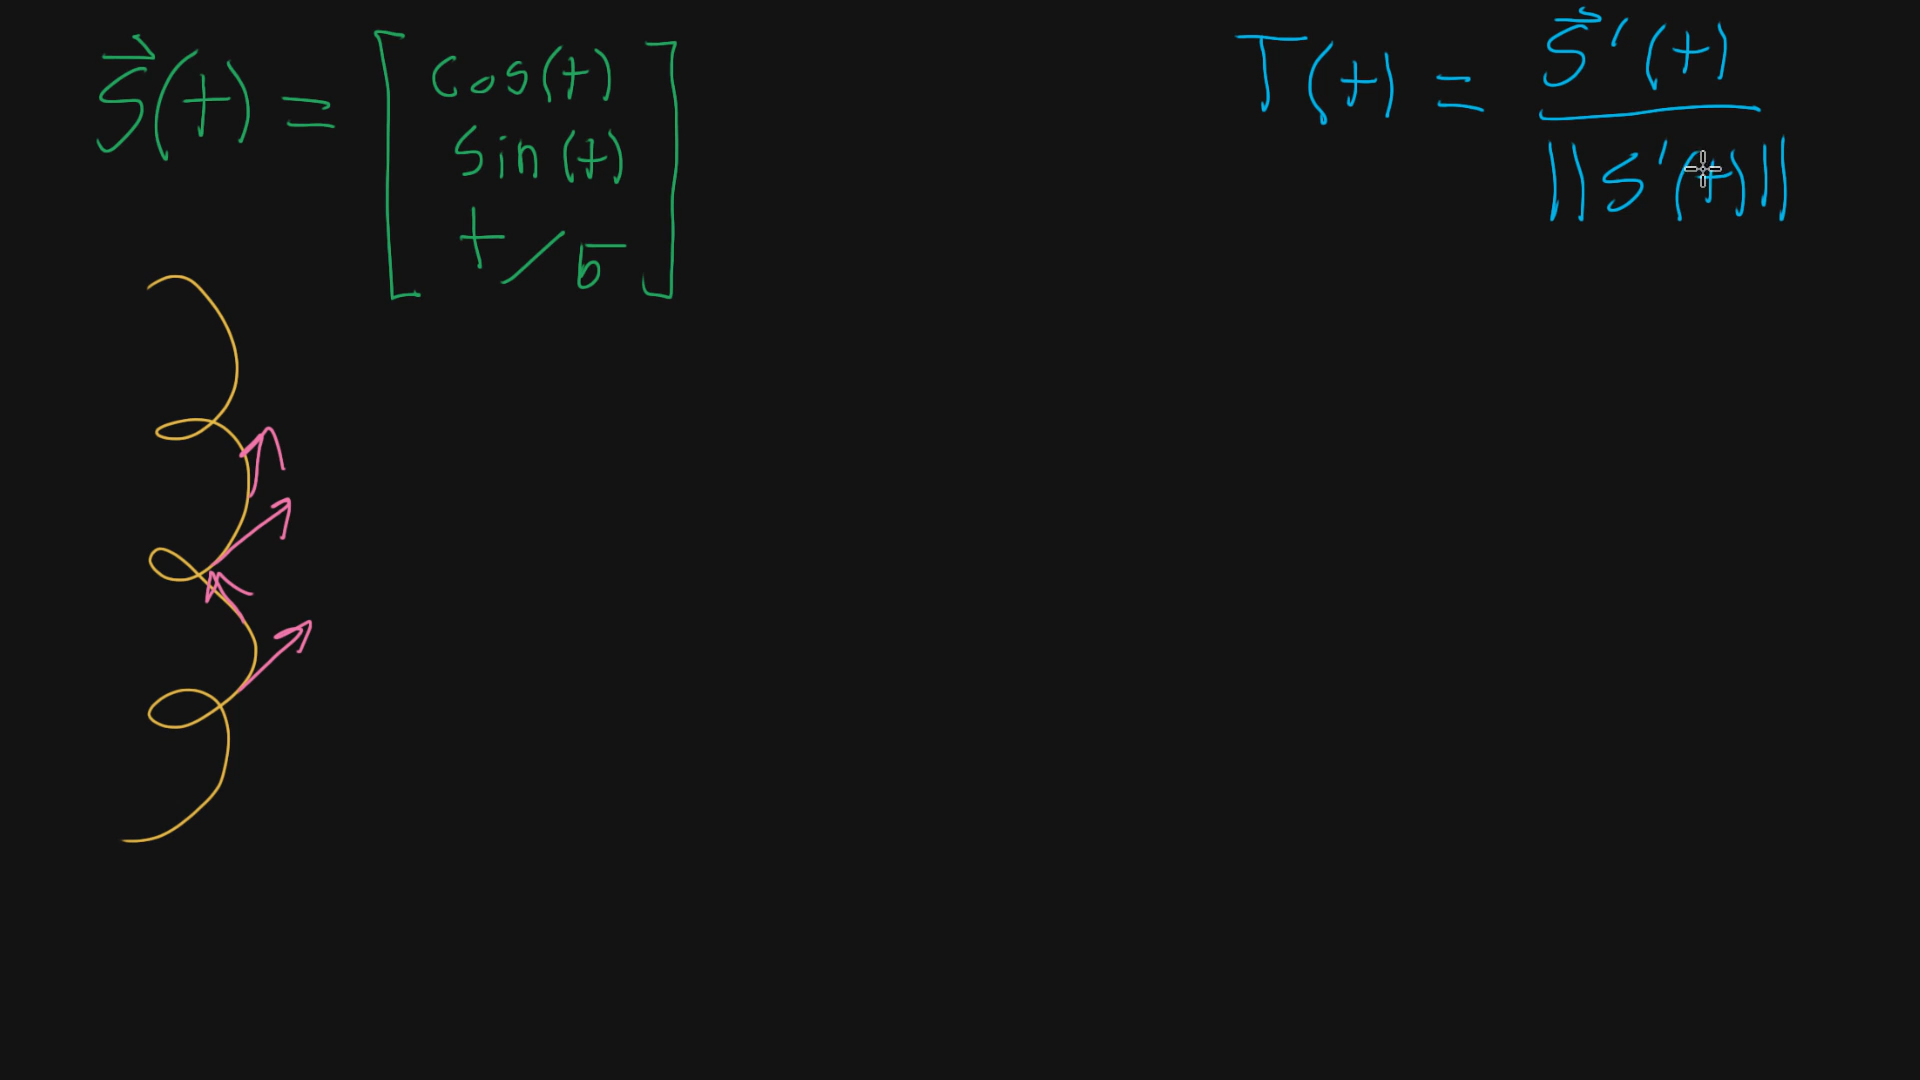 S⃗(t) = [cos(t)
sin(t)
t/5]
T(t) = S⃗'(t) / ||S'(t)||